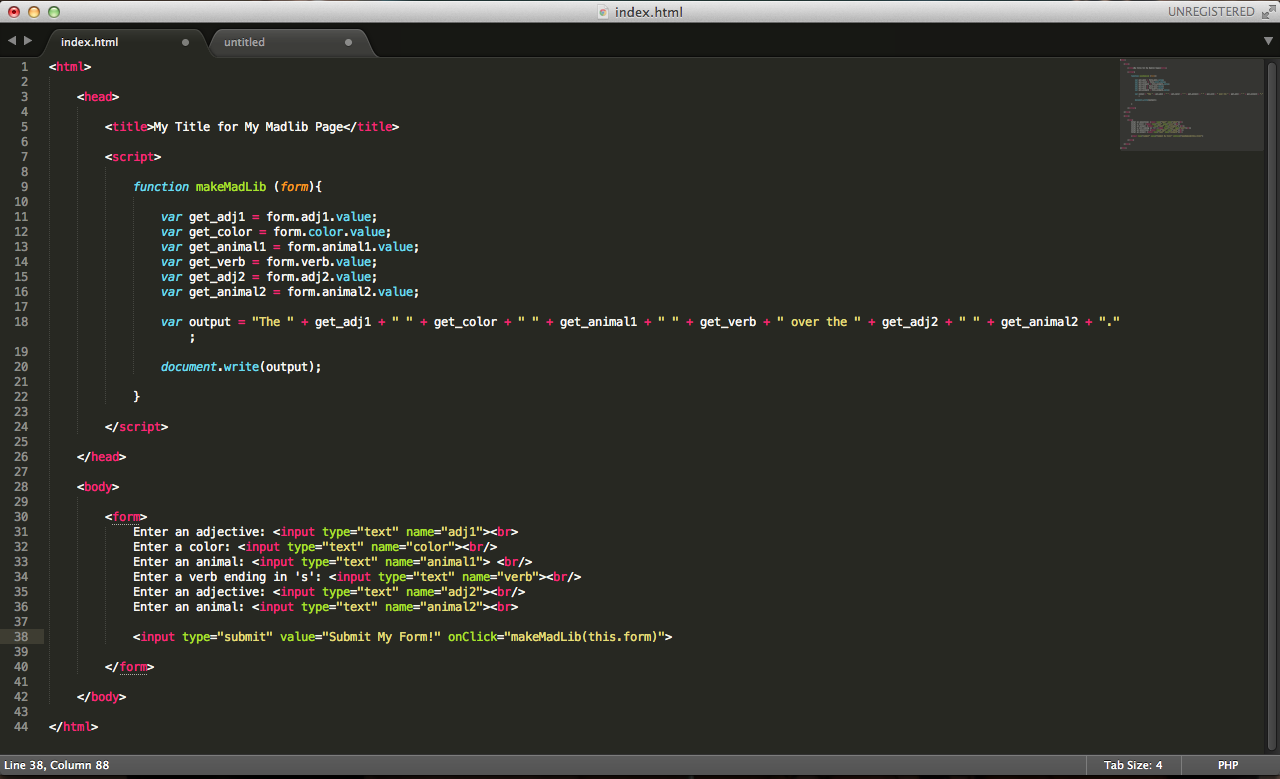 index.html
UNREGISTERED
index.html
untitled
1 <html>
2
3 <head>
4
5 <title>My Title for My Madlib Page</title>
6
7 <script>
8
9 function makeMadLib (form){
10
11 var get_adj1 = form.adj1.value;
12 var get_color = form.color.value;
13 var get_animal1 = form.animal1.value;
14 var get_verb = form.verb.value;
15 var get_adj2 = form.adj2.value;
16 var get_animal2 = form.animal2.value;
17
18 var output = "The " + get_adj1 + " " + get_color + " " + get_animal1 + " " + get_verb + " over the " + get_adj2 + " " + get_animal2 + "."
;
19
20 document.write(output);
21
22 }
23
24 </script>
25
26 </head>
27
28 <body>
29
30 <form>
31 Enter an adjective: <input type="text" name="adj1"><br>
32 Enter a color: <input type="text" name="color"><br/>
33 Enter an animal: <input type="text" name="animal1"> <br/>
34 Enter a verb ending in 's': <input type="text" name="verb"><br/>
35 Enter an adjective: <input type="text" name="adj2"><br/>
36 Enter an animal: <input type="text" name="animal2"><br>
37
38 <input type="submit" value="Submit My Form!" onClick="makeMadLib(this.form)">
39
40 </form>
41
42 </body>
43
44 </html>
Line 38, Column 88
Tab Size: 4
PHP